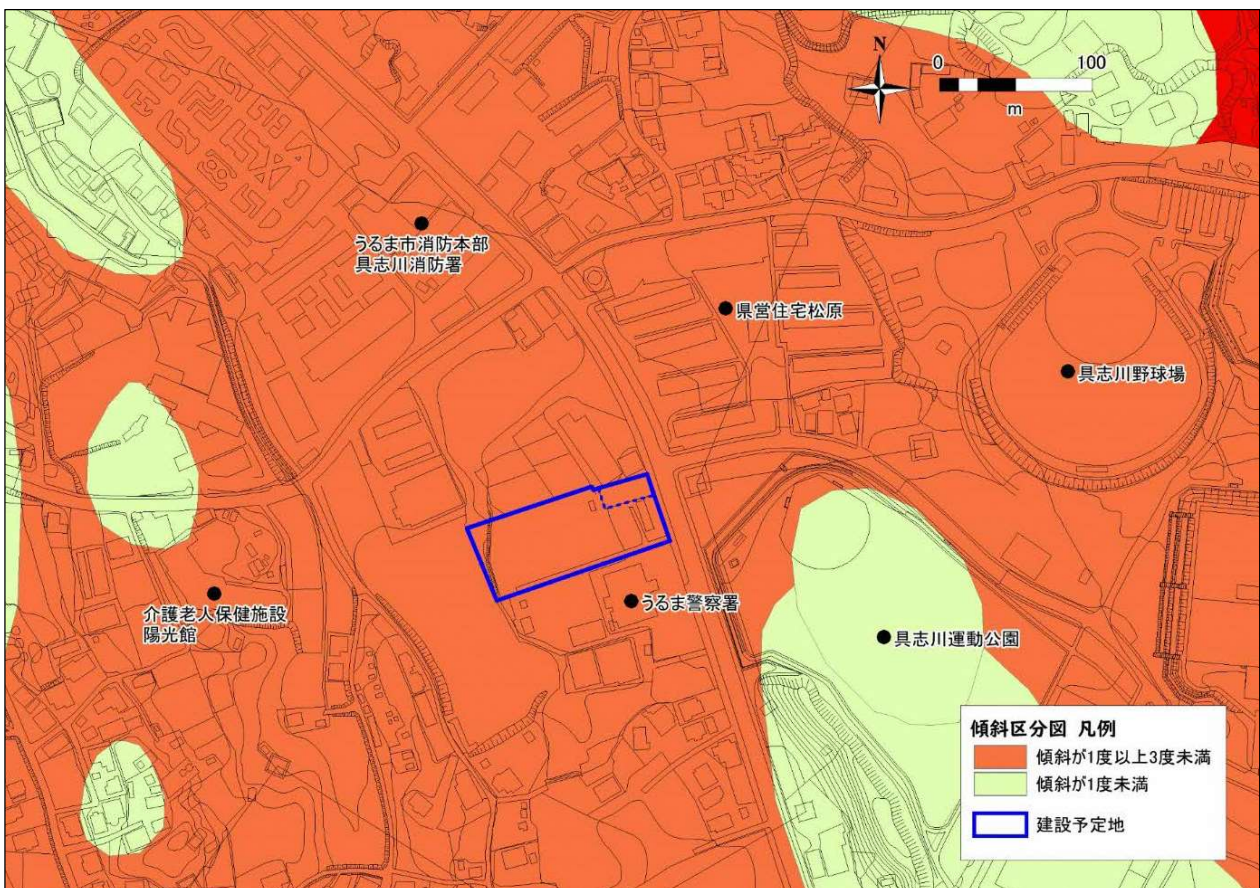 N
0
100
m
うるま市消防本部
具志川消防署
県営住宅松原
具志川野球場
介護老人保健施設
陽光館
うるま警察署
具志川運動公園
傾斜区分図 凡例
傾斜が1度以上3度未満
傾斜が1度未満
建設予定地